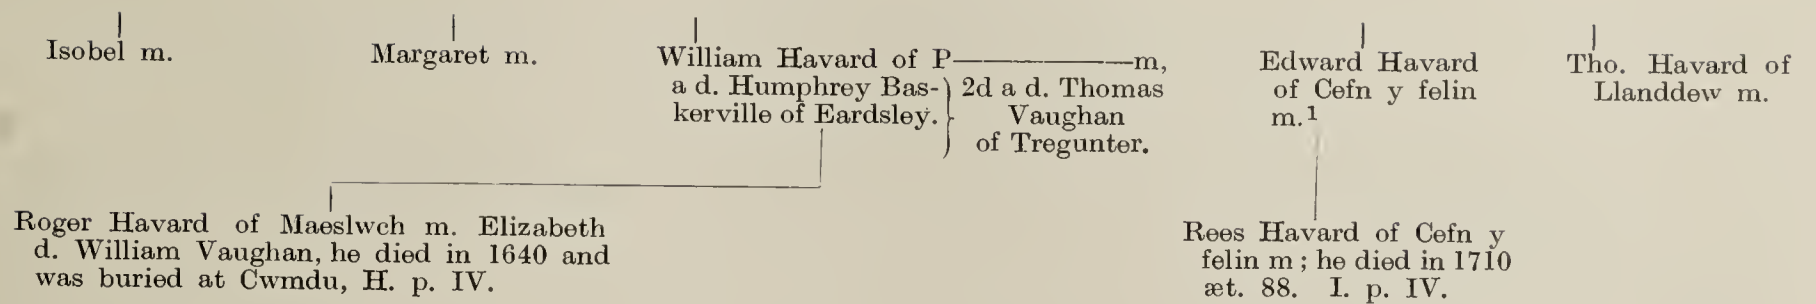 Isobel m.
Margaret m.
William Havard of P————m,
a d. Humphrey Bas-
kerville of Eardsley.
2d a d. Thomas
Vaughan
of Tregunter.
Edward Havard
of Cefn y felin
m.¹
Tho. Havard of
Llanddew m.
Roger Havard of Maeslwch m. Elizabeth
d. William Vaughan, he died in 1640 and
was buried at Cwmdu, H. p. IV.
Rees Havard of Cefn y
felin m ; he died in 1710
æt. 88. I. p. IV.